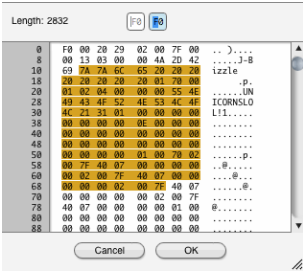 Length: 2832 F0 F0
0 F0 00 20 29 02 00 7F 00 .. )....
8 00 13 03 00 00 4A 2D 42 .....J-B
10 69 7A 7A 6C 65 20 20 20 izzle
18 20 20 20 20 20 01 70 00 .p.
20 01 02 04 00 00 00 55 4E ......UN
28 49 43 4F 52 4E 53 4C 4F ICORNSLO
30 4C 21 31 01 00 00 00 00 L!1.....
38 00 00 00 00 0E 00 00 00 ........
40 00 00 00 00 00 00 00 00 ........
48 00 00 00 00 01 00 70 02 ......p.
50 00 7F 40 07 00 00 00 00 ..@.....
60 00 02 00 7F 40 07 00 00 ....@...
68 00 00 00 02 00 7F 40 07 ......@.
70 00 00 00 00 00 02 00 7F ........
78 40 07 00 00 00 00 01 00 @.......
80 00 00 00 00 00 00 00 00 ........
88 00 00 00 00 00 00 00 00 ........
Cancel OK